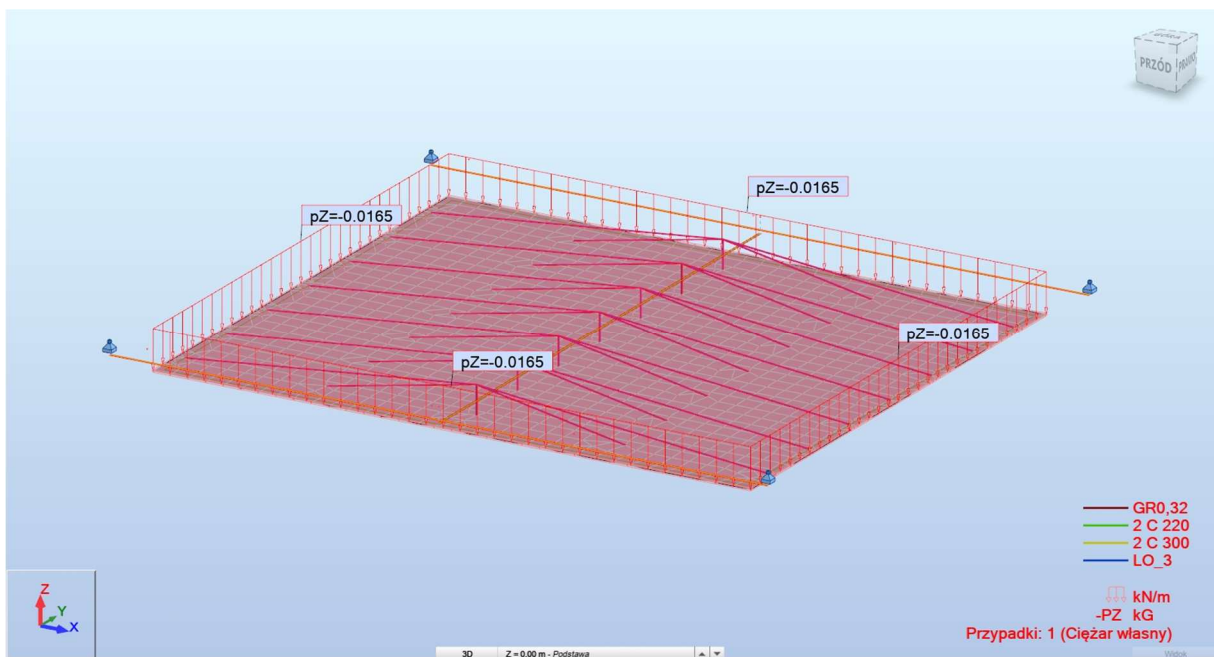 PRZÓD
pZ=-0.0165
pZ=-0.0165
pZ=-0.0165
pZ=-0.0165
GR0,32
2 C 220
2 C 300
LO_3
kN/m
-PZ kG
Przypadki: 1 (Ciężar własny)
Z
Y
X
3D Z = 0.00 m - Podstawa
Widok